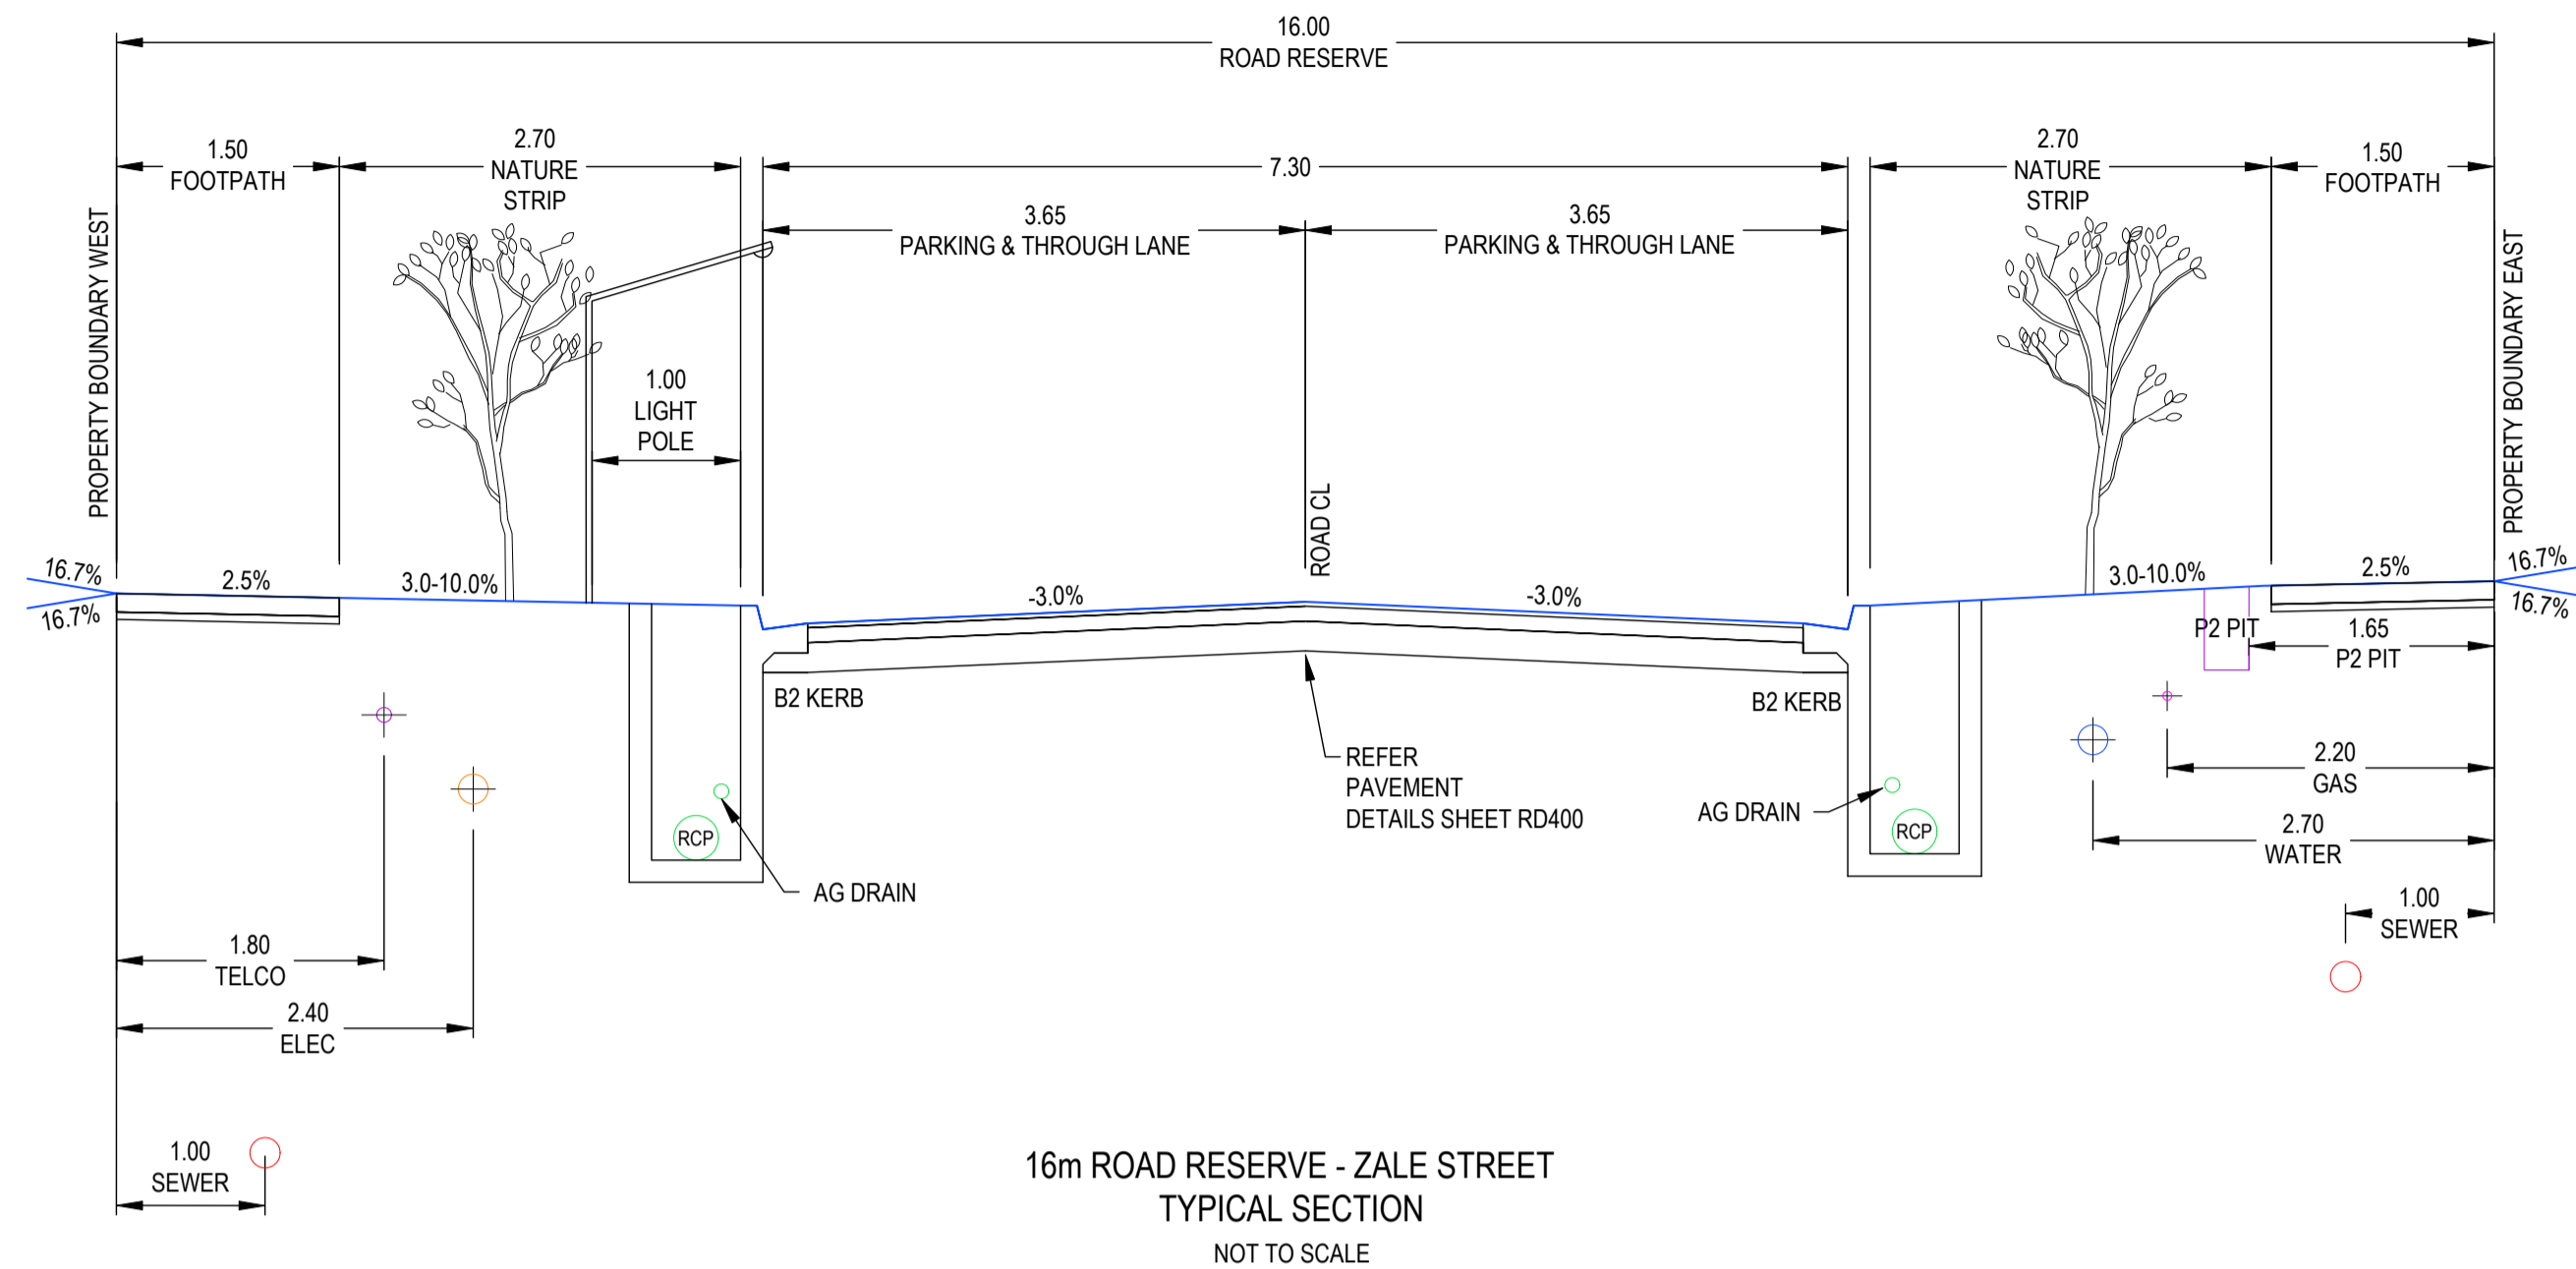 16.00
ROAD RESERVE
1.50
FOOTPATH
2.70
NATURE
STRIP
7.30
2.70
NATURE
STRIP
1.50
FOOTPATH
3.65
PARKING & THROUGH LANE
3.65
PARKING & THROUGH LANE
PROPERTY BOUNDARY WEST
PROPERTY BOUNDARY EAST
1.00
LIGHT
POLE
ROAD CL
16.7%
16.7%
2.5%
3.0-10.0%
-3.0%
-3.0%
3.0-10.0%
2.5%
16.7%
16.7%
P2 PIT
1.65
P2 PIT
B2 KERB
B2 KERB
REFER
PAVEMENT
DETAILS SHEET RD400
2.20
GAS
AG DRAIN
RCP
RCP
2.70
WATER
AG DRAIN
1.00
SEWER
1.80
TELCO
2.40
ELEC
1.00
SEWER
16m ROAD RESERVE - ZALE STREET
TYPICAL SECTION
NOT TO SCALE